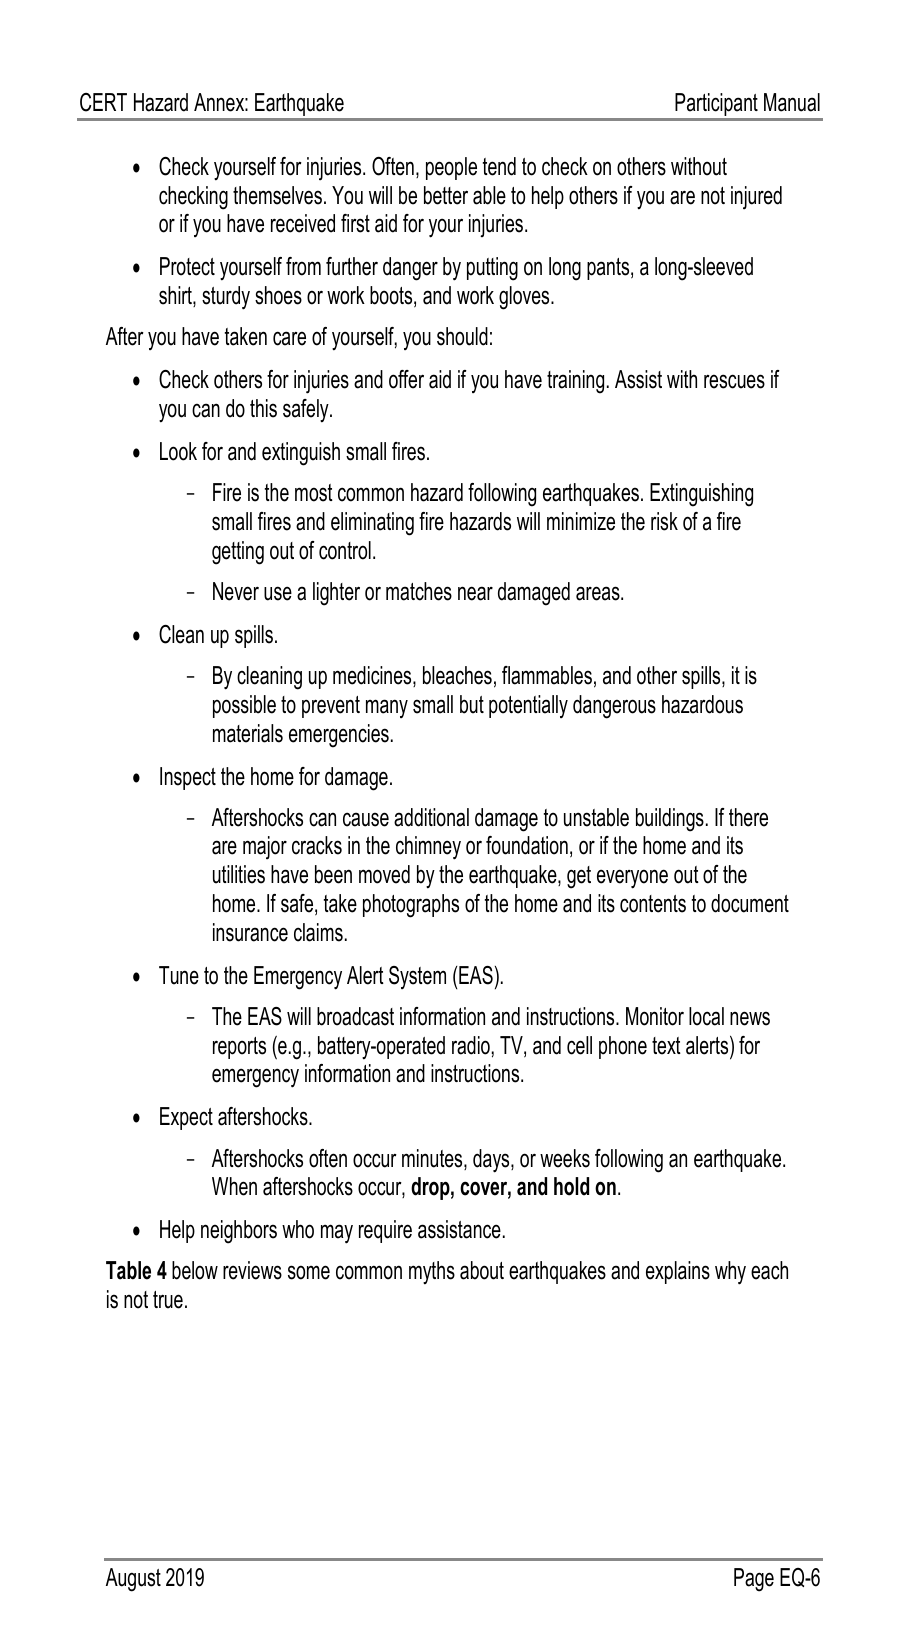 CERT Hazard Annex: Earthquake Participant Manual
• Check yourself for injuries. Often, people tend to check on others without
checking themselves. You will be better able to help others if you are not injured
or if you have received first aid for your injuries.
• Protect yourself from further danger by putting on long pants, a long-sleeved
shirt, sturdy shoes or work boots, and work gloves.
After you have taken care of yourself, you should:
• Check others for injuries and offer aid if you have training. Assist with rescues if
you can do this safely.
• Look for and extinguish small fires.
- Fire is the most common hazard following earthquakes. Extinguishing
small fires and eliminating fire hazards will minimize the risk of a fire
getting out of control.
- Never use a lighter or matches near damaged areas.
• Clean up spills.
- By cleaning up medicines, bleaches, flammables, and other spills, it is
possible to prevent many small but potentially dangerous hazardous
materials emergencies.
• Inspect the home for damage.
- Aftershocks can cause additional damage to unstable buildings. If there
are major cracks in the chimney or foundation, or if the home and its
utilities have been moved by the earthquake, get everyone out of the
home. If safe, take photographs of the home and its contents to document
insurance claims.
• Tune to the Emergency Alert System (EAS).
- The EAS will broadcast information and instructions. Monitor local news
reports (e.g., battery-operated radio, TV, and cell phone text alerts) for
emergency information and instructions.
• Expect aftershocks.
- Aftershocks often occur minutes, days, or weeks following an earthquake.
When aftershocks occur, drop, cover, and hold on.
• Help neighbors who may require assistance.
Table 4 below reviews some common myths about earthquakes and explains why each
is not true.
August 2019 Page EQ-6